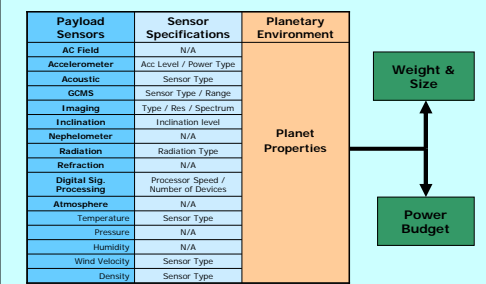 Payload Sensors
Sensor Specifications
Planetary Environment
AC Field
N/A
Accelerometer
Acc Level / Power Type
Acoustic
Sensor Type
GCMS
Sensor Type / Range
Imaging
Type / Res / Spectrum
Inclination
Inclination level
Nephelometer
N/A
Radiation
Radiation Type
Refraction
N/A
Digital Sig.
Processing
Processor Speed /
Number of Devices
Atmosphere
N/A
Temperature
Sensor Type
Pressure
N/A
Humidity
N/A
Wind Velocity
Sensor Type
Density
Sensor Type
Planet
Properties
Weight &
Size
Power
Budget